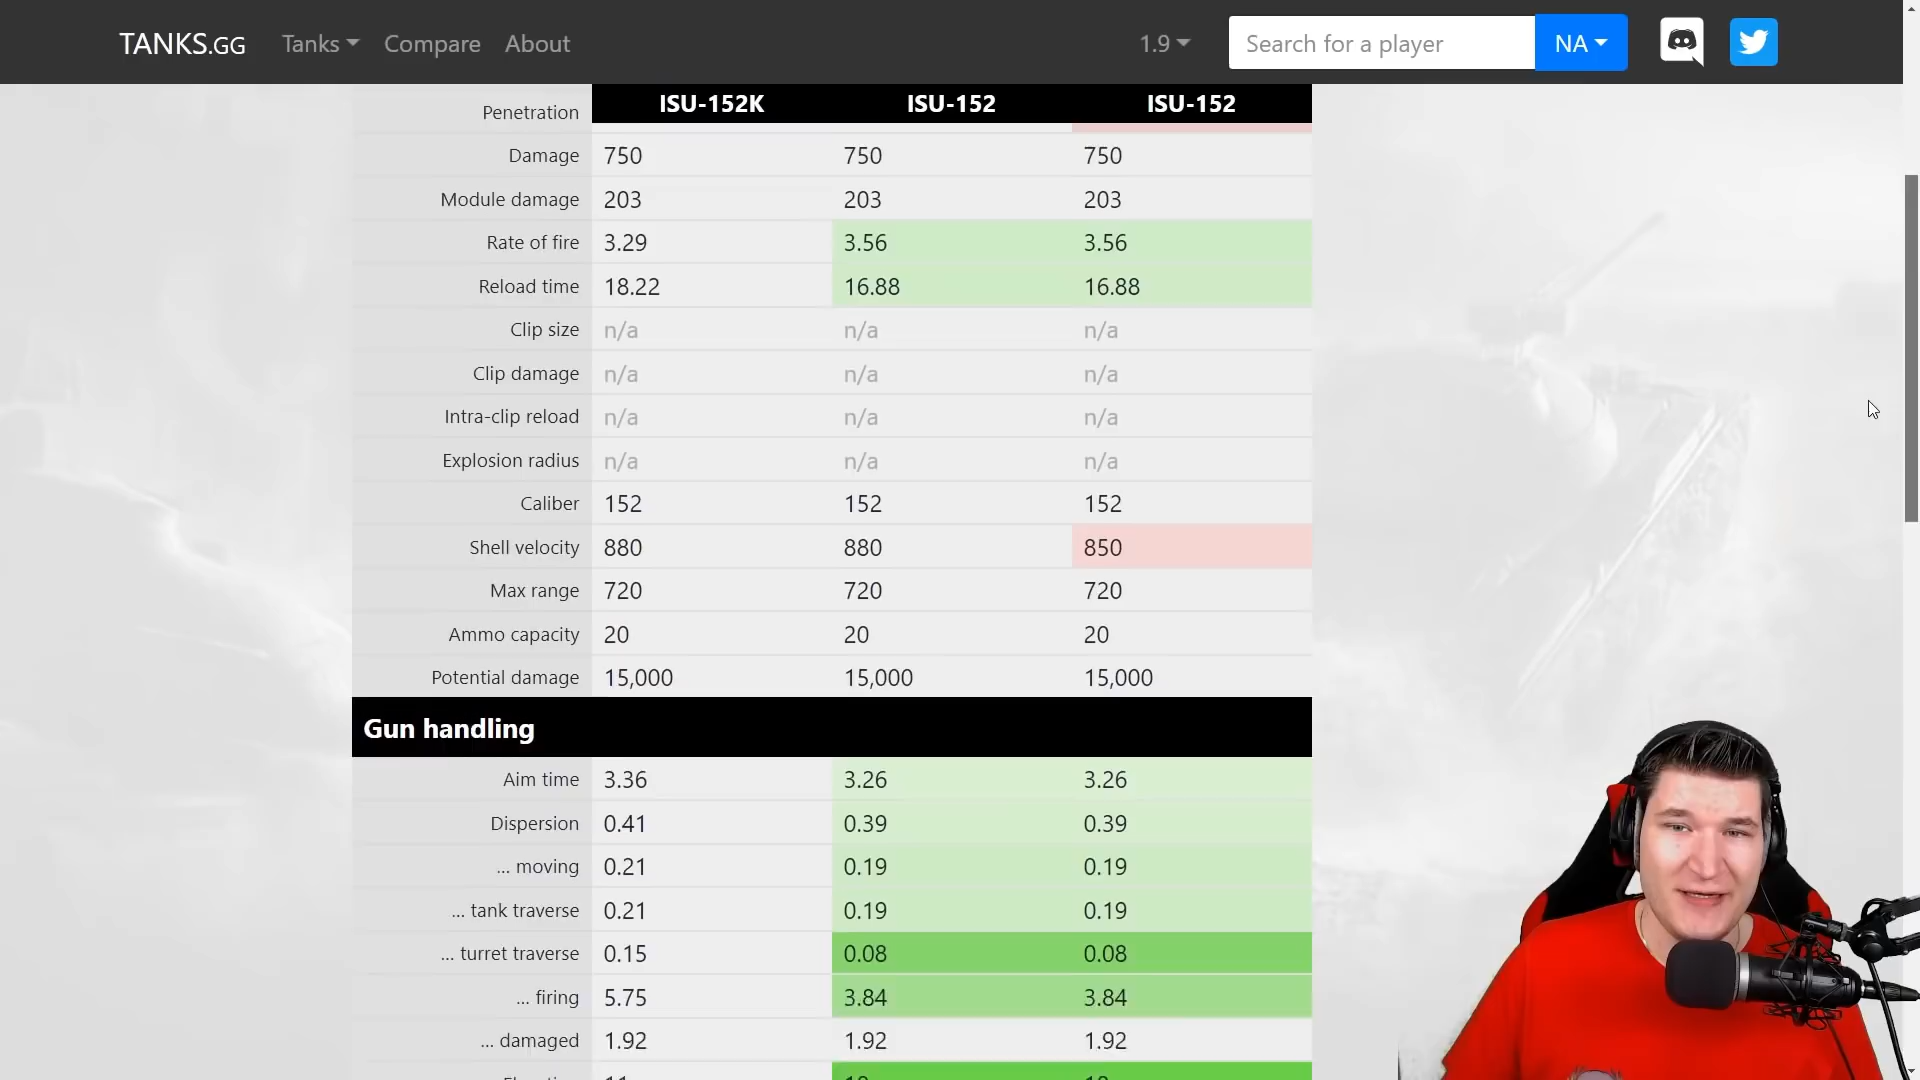 TANKS.GG Tanks Compare About 1.9 Search for a player NA
ISU-152K ISU-152 ISU-152
Penetration
Damage 750 750 750
Module damage 203 203 203
Rate of fire 3.29 3.56 3.56
Reload time 18.22 16.88 16.88
Clip size n/a n/a n/a
Clip damage n/a n/a n/a
Intra-clip reload n/a n/a n/a
Explosion radius n/a n/a n/a
Caliber 152 152 152
Shell velocity 880 880 850
Max range 720 720 720
Ammo capacity 20 20 20
Potential damage 15,000 15,000 15,000
Gun handling
Aim time 3.36 3.26 3.26
Dispersion 0.41 0.39 0.39
... moving 0.21 0.19 0.19
... tank traverse 0.21 0.19 0.19
... turret traverse 0.15 0.08 0.08
... firing 5.75 3.84 3.84
... damaged 1.92 1.92 1.92